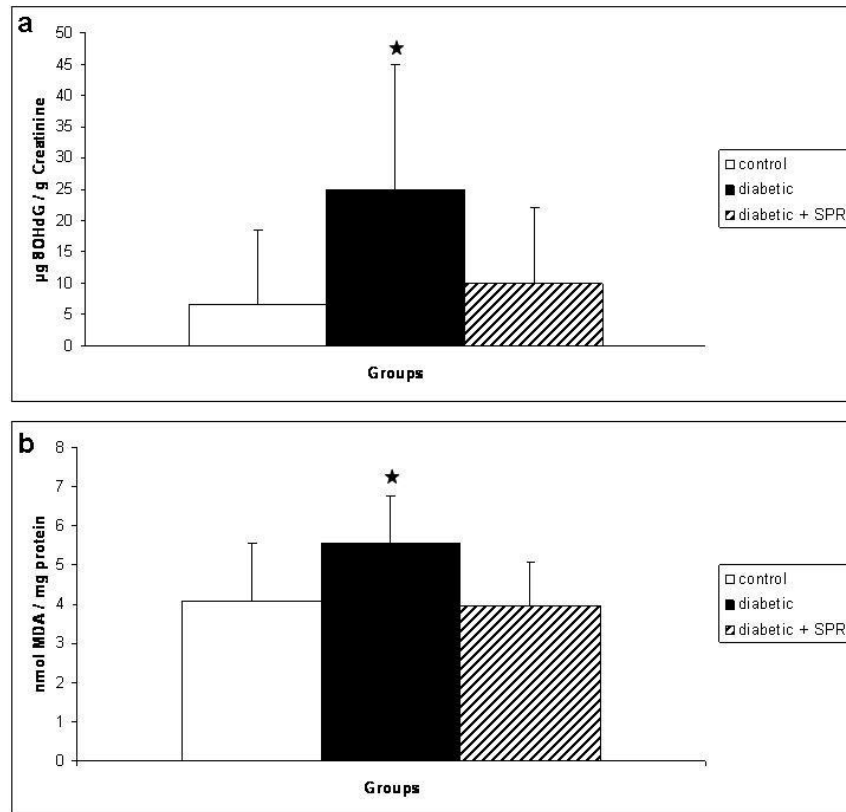 a
50
45
40
35
30
25
20
15
10
5
0
µg 8OHdG / g Creatinine
Groups
control
diabetic
diabetic + SPR
b
8
7
6
5
4
3
2
1
0
nmol MDA / mg protein
Groups
control
diabetic
diabetic + SPR